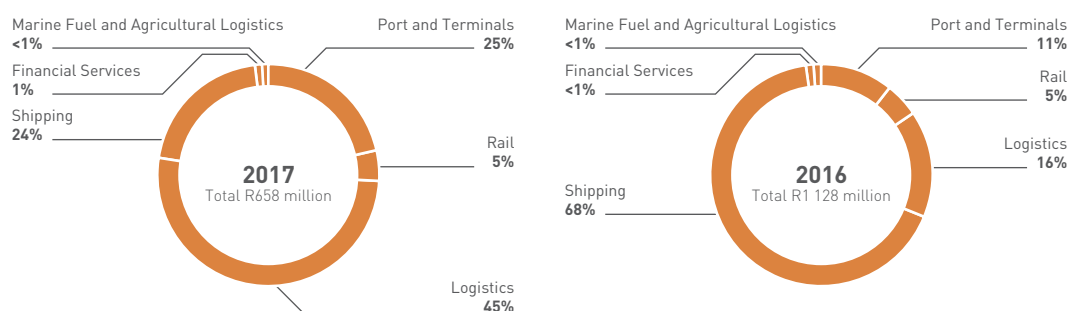 Marine Fuel and Agricultural Logistics
<1%
Financial Services
1%
Shipping
24%
Port and Terminals
25%
Rail
5%
Logistics
45%
2017
Total R658 million
Marine Fuel and Agricultural Logistics
<1%
Financial Services
<1%
Shipping
68%
Port and Terminals
11%
Rail
5%
Logistics
16%
2016
Total R1 128 million